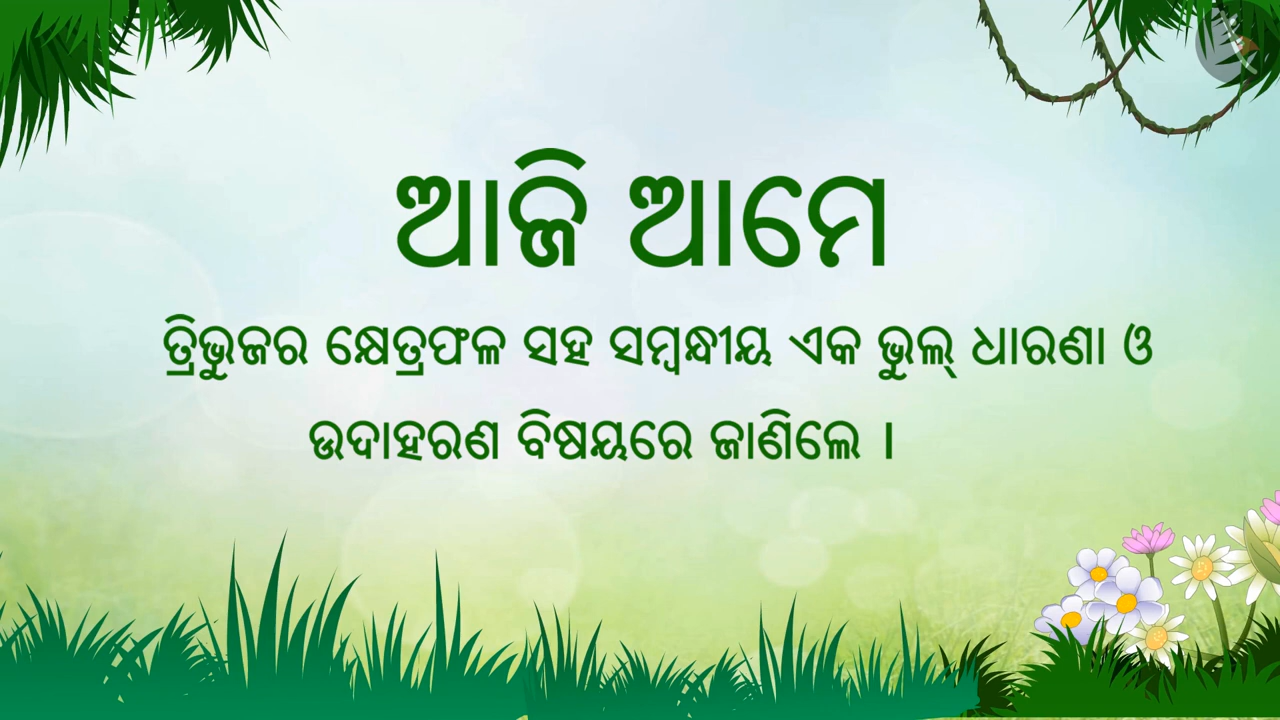 ଆଜି ଆମେ
ତ୍ରିଭୁଜର କ୍ଷେତ୍ରଫଳ ସହ ସମ୍ବନ୍ଧୀୟ ଏକ ଭୁଲ୍ ଧାରଣା ଓ
ଉଦାହରଣ ବିଷୟରେ ଜାଣିଲେ ।